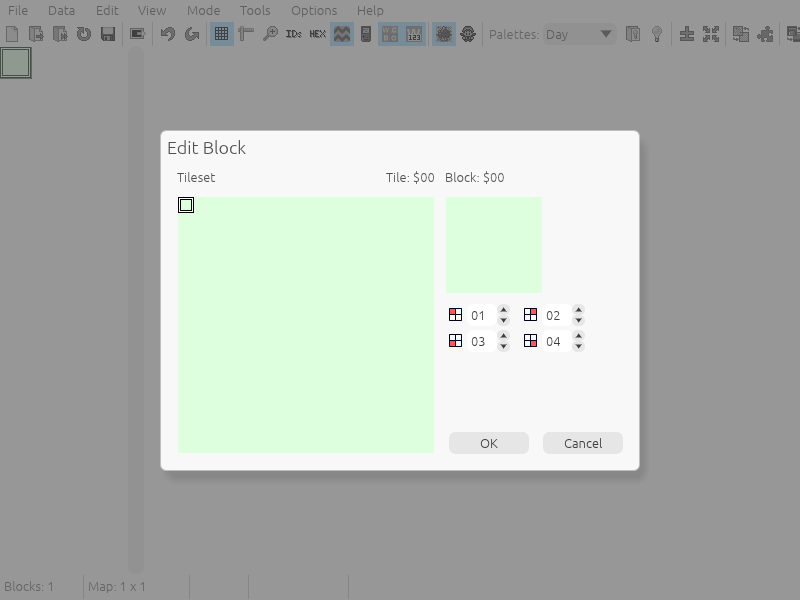 File Data Edit View Mode Tools Options Help
IDs HEX 123 Palettes: Day
Edit Block
Tileset Tile: $00 Block: $00
01 02
03 04
OK Cancel
Blocks: 1 Map: 1 x 1